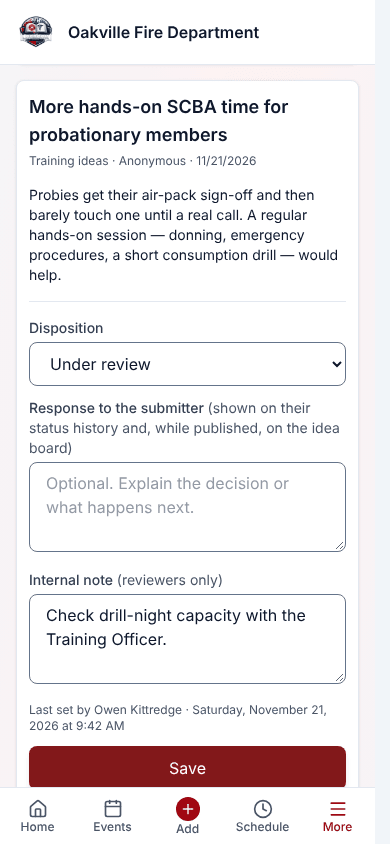 Oakville Fire Department
More hands-on SCBA time for
probationary members
Training ideas · Anonymous · 11/21/2026
Probies get their air-pack sign-off and then
barely touch one until a real call. A regular
hands-on session — donning, emergency
procedures, a short consumption drill — would
help.
Disposition
Under review
Response to the submitter (shown on their
status history and, while published, on the idea
board)
Optional. Explain the decision or
what happens next.
Internal note (reviewers only)
Check drill-night capacity with the
Training Officer.
Last set by Owen Kittredge · Saturday, November 21,
2026 at 9:42 AM
Save
Home
Events
Add
Schedule
More